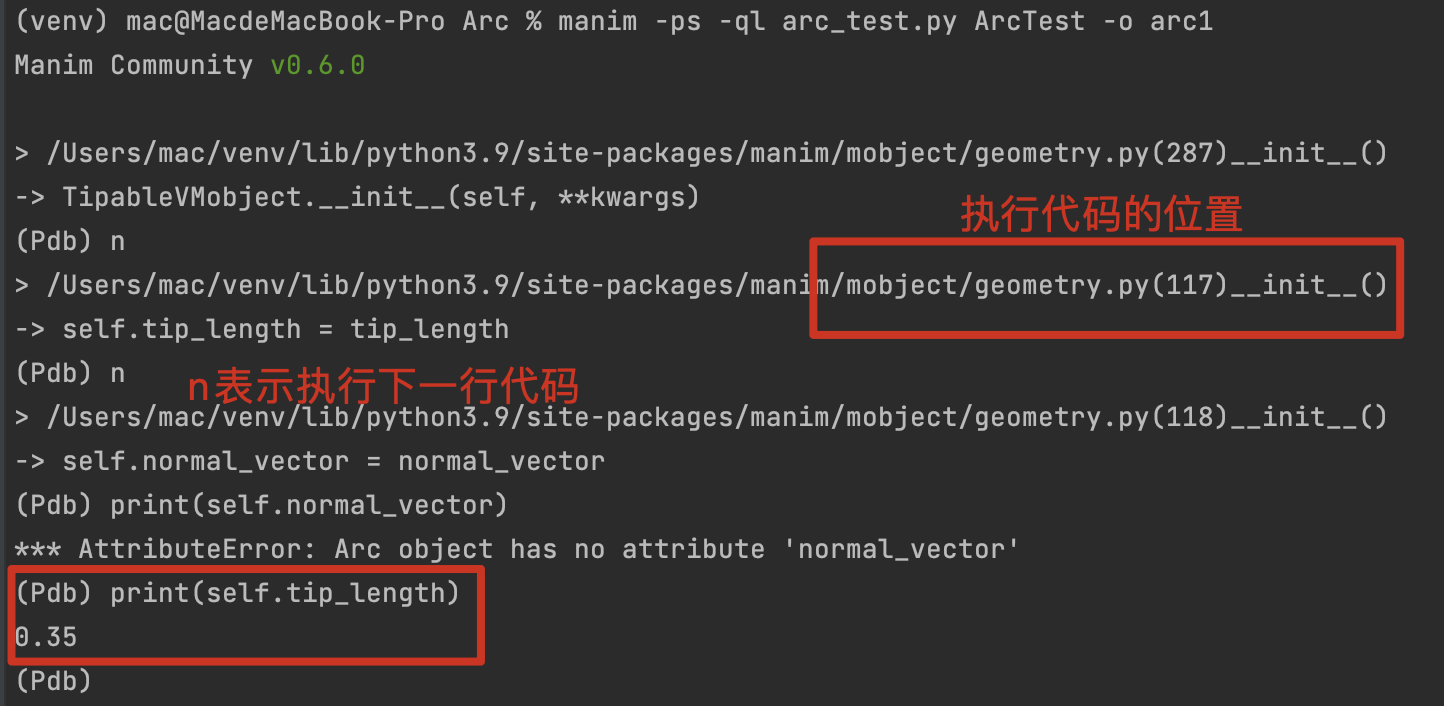 (venv) mac@MacdeMacBook-Pro Arc % manim -ps -ql arc_test.py ArcTest -o arc1
Manim Community v0.6.0
> /Users/mac/venv/lib/python3.9/site-packages/manim/mobject/geometry.py(287)__init__()
-> TipableVMobject.__init__(self, **kwargs)
执行代码的位置
(Pdb) n
> /Users/mac/venv/lib/python3.9/site-packages/manim/mobject/geometry.py(117)__init__()
-> self.tip_length = tip_length
(Pdb) n
n表示执行下一行代码
> /Users/mac/venv/lib/python3.9/site-packages/manim/mobject/geometry.py(118)__init__()
-> self.normal_vector = normal_vector
(Pdb) print(self.normal_vector)
*** AttributeError: Arc object has no attribute 'normal_vector'
(Pdb) print(self.tip_length)
0.35
(Pdb)